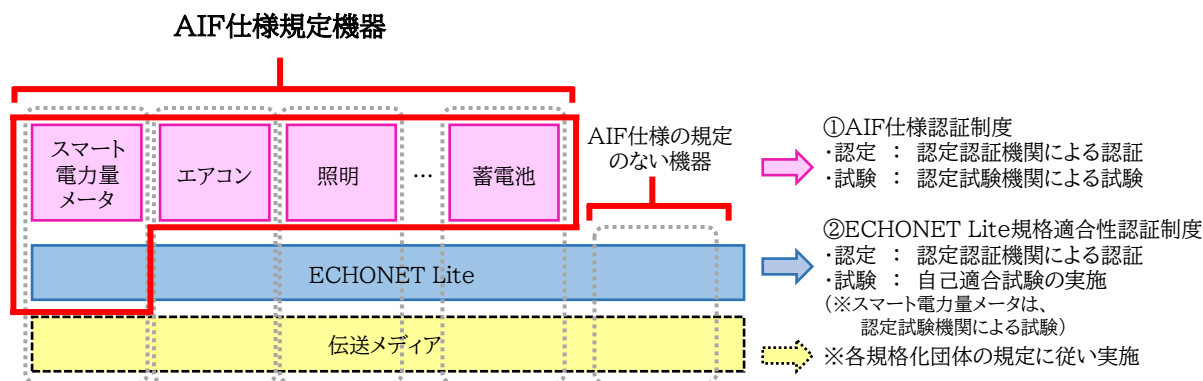 AIF仕様規定機器
スマート
電力量
メータ
エアコン
照明
…
蓄電池
AIF仕様の規定
のない機器
①AIF仕様認証制度
・認定 ： 認定認証機関による認証
・試験 ： 認定試験機関による試験
ECHONET Lite
②ECHONET Lite規格適合性認証制度
・認定 ： 認定認証機関による認証
・試験 ： 自己適合試験の実施
(※スマート電力量メータは、
認定試験機関による試験)
伝送メディア
※各規格化団体の規定に従い実施